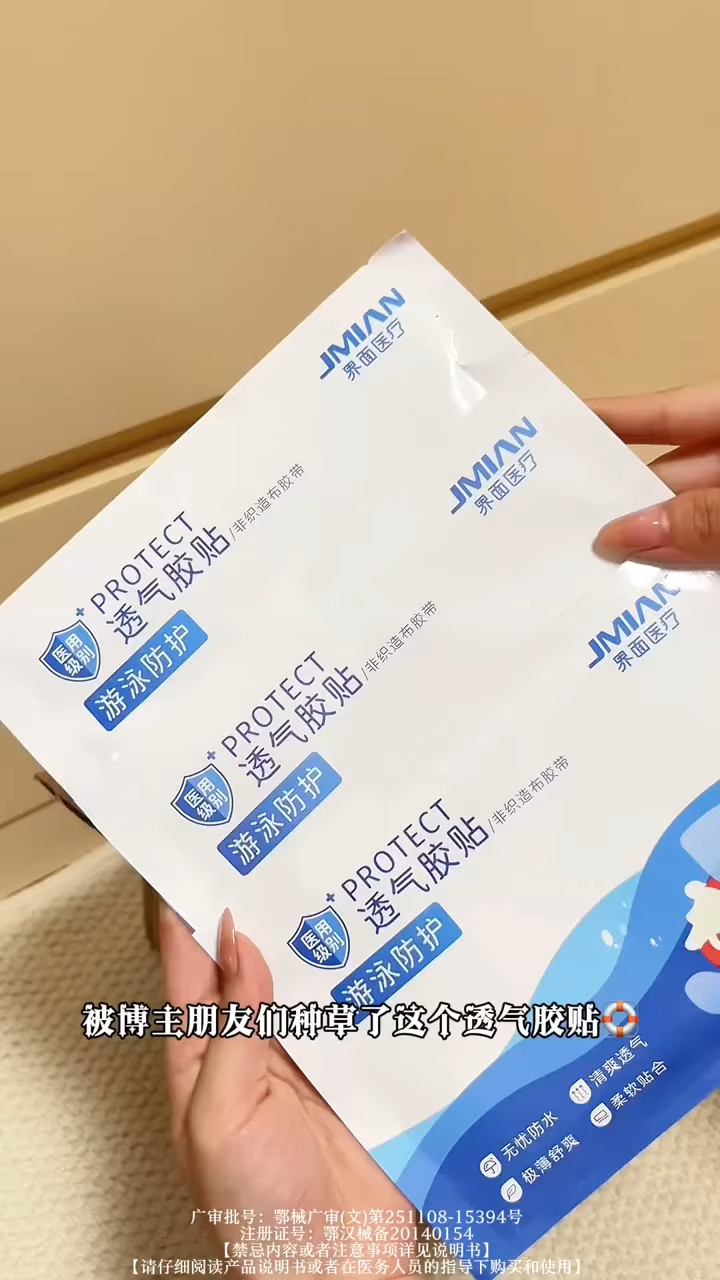 JMIAN
界面医疗
JMIAN
界面医疗
JMIAN
界面医疗
PROTECT
透气胶贴/非织造布胶带
医用
级别
游泳防护
PROTECT
透气胶贴/非织造布胶带
医用
级别
游泳防护
PROTECT
透气胶贴/非织造布胶带
医用
级别
游泳防护
被博主朋友们种草了这个透气胶贴🛟
无忧防水
清爽透气
极薄舒爽
柔软贴合
广审批号：鄂械广审(文)第251108-15394号
注册证号：鄂汉械备20140154
【禁忌内容或者注意事项详见说明书】
【请仔细阅读产品说明书或者在医务人员的指导下购买和使用】